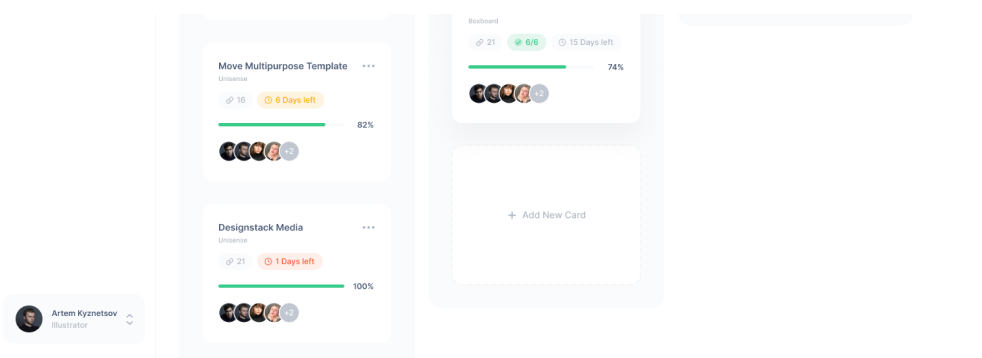 Move Multipurpose Template
Unisense
16
6 Days left
82%
+2
Designstack Media
Unisense
21
1 Days left
100%
+2
Boxboard
21
6/6
15 Days left
74%
+2
+ Add New Card
Artem Kyznetsov
Illustrator